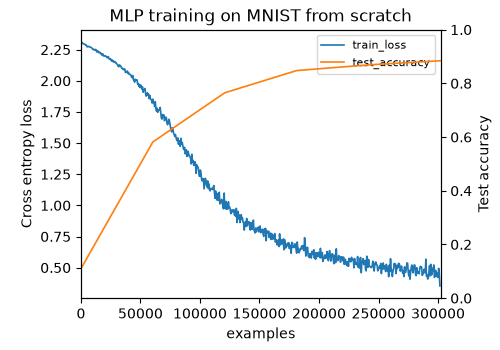 MLP training on MNIST from scratch
train_loss
test_accuracy
Cross entropy loss
2.25
2.00
1.75
1.50
1.25
1.00
0.75
0.50
1.0
0.8
0.6
0.4
0.2
0.0
Test accuracy
0 50000 100000 150000 200000 250000 300000
examples